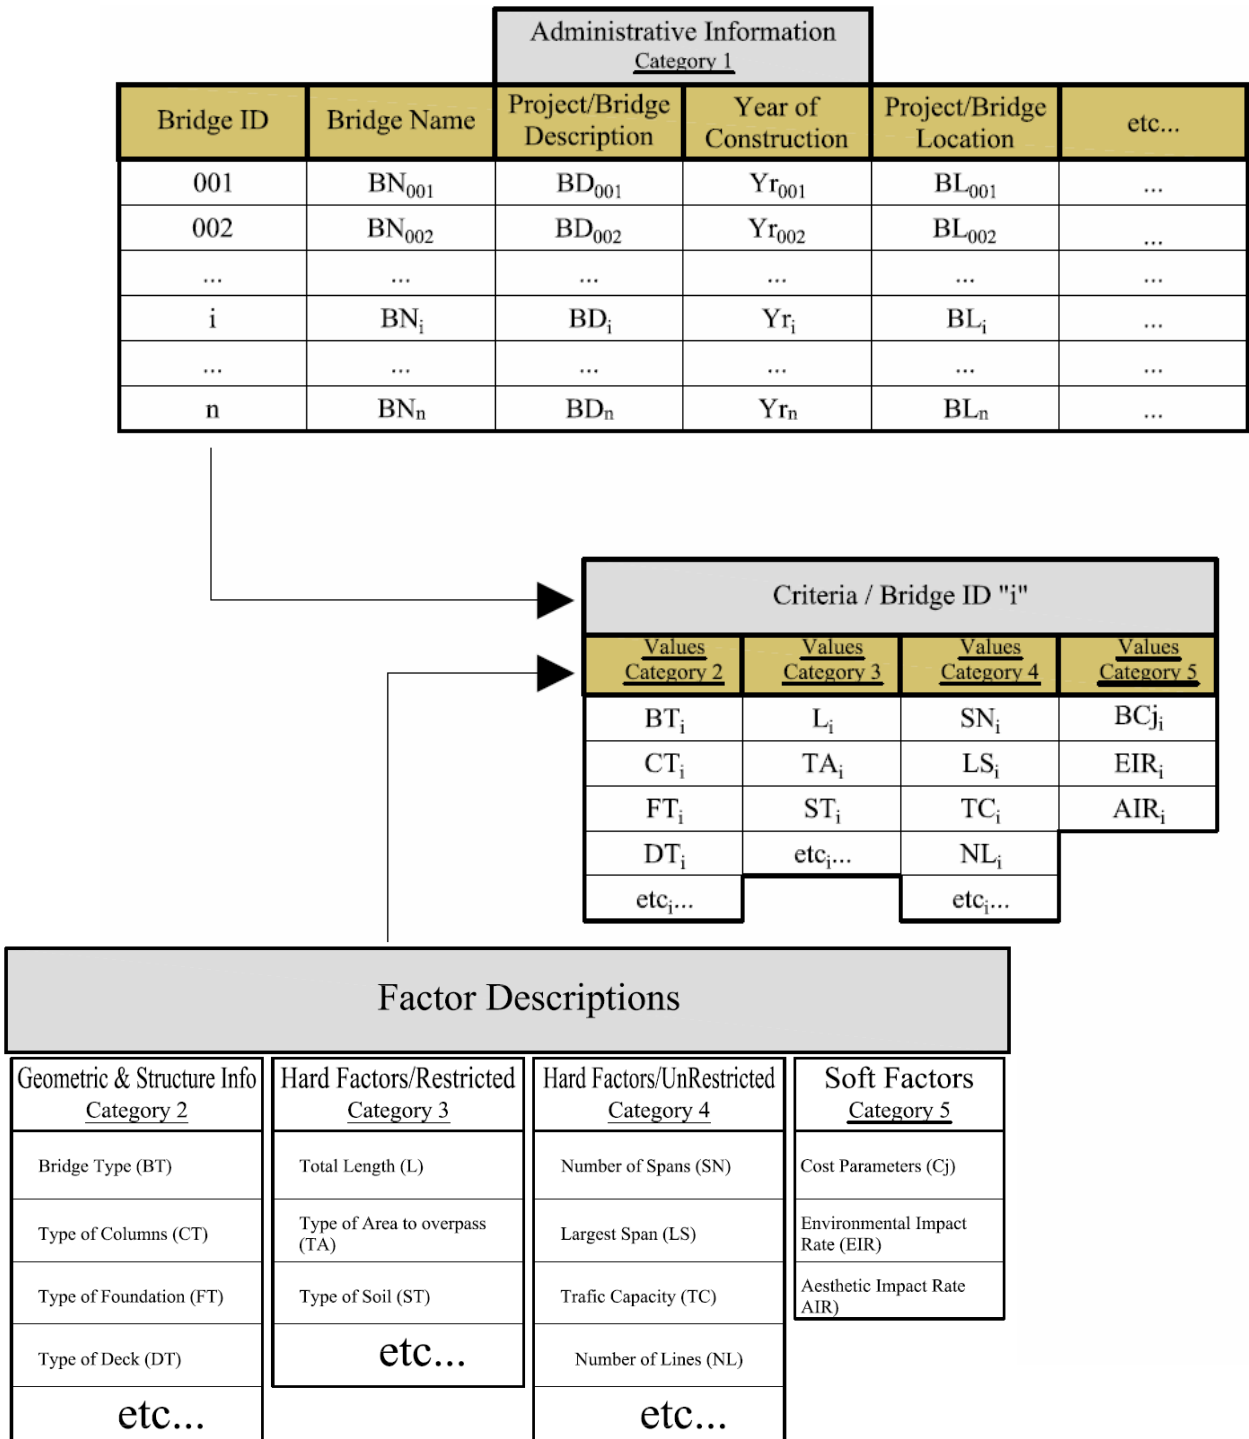 Administrative Information
Category 1
Bridge ID
Bridge Name
Project/Bridge
Description
Year of
Construction
Project/Bridge
Location
etc...
001 BN001 BD001 Yr001 BL001 ...
002 BN002 BD002 Yr002 BL002 ...
... ... ... ... ... ...
i BNi BDi Yri BLi ...
... ... ... ... ... ...
n BNn BDn Yrn BLn ...
Criteria / Bridge ID "i"
Values
Category 2
Values
Category 3
Values
Category 4
Values
Category 5
BTi Li SNi BCji
CTi TAi LSi EIRi
FTi STi TCi AIRi
DTi etci... NLi
etci... etci...
Factor Descriptions
Geometric & Structure Info
Category 2
Bridge Type (BT)
Type of Columns (CT)
Type of Foundation (FT)
Type of Deck (DT)
etc...
Hard Factors/Restricted
Category 3
Total Length (L)
Type of Area to overpass
(TA)
Type of Soil (ST)
etc...
Hard Factors/UnRestricted
Category 4
Number of Spans (SN)
Largest Span (LS)
Trafic Capacity (TC)
Number of Lines (NL)
etc...
Soft Factors
Category 5
Cost Parameters (Cj)
Environmental Impact
Rate (EIR)
Aesthetic Impact Rate
AIR)